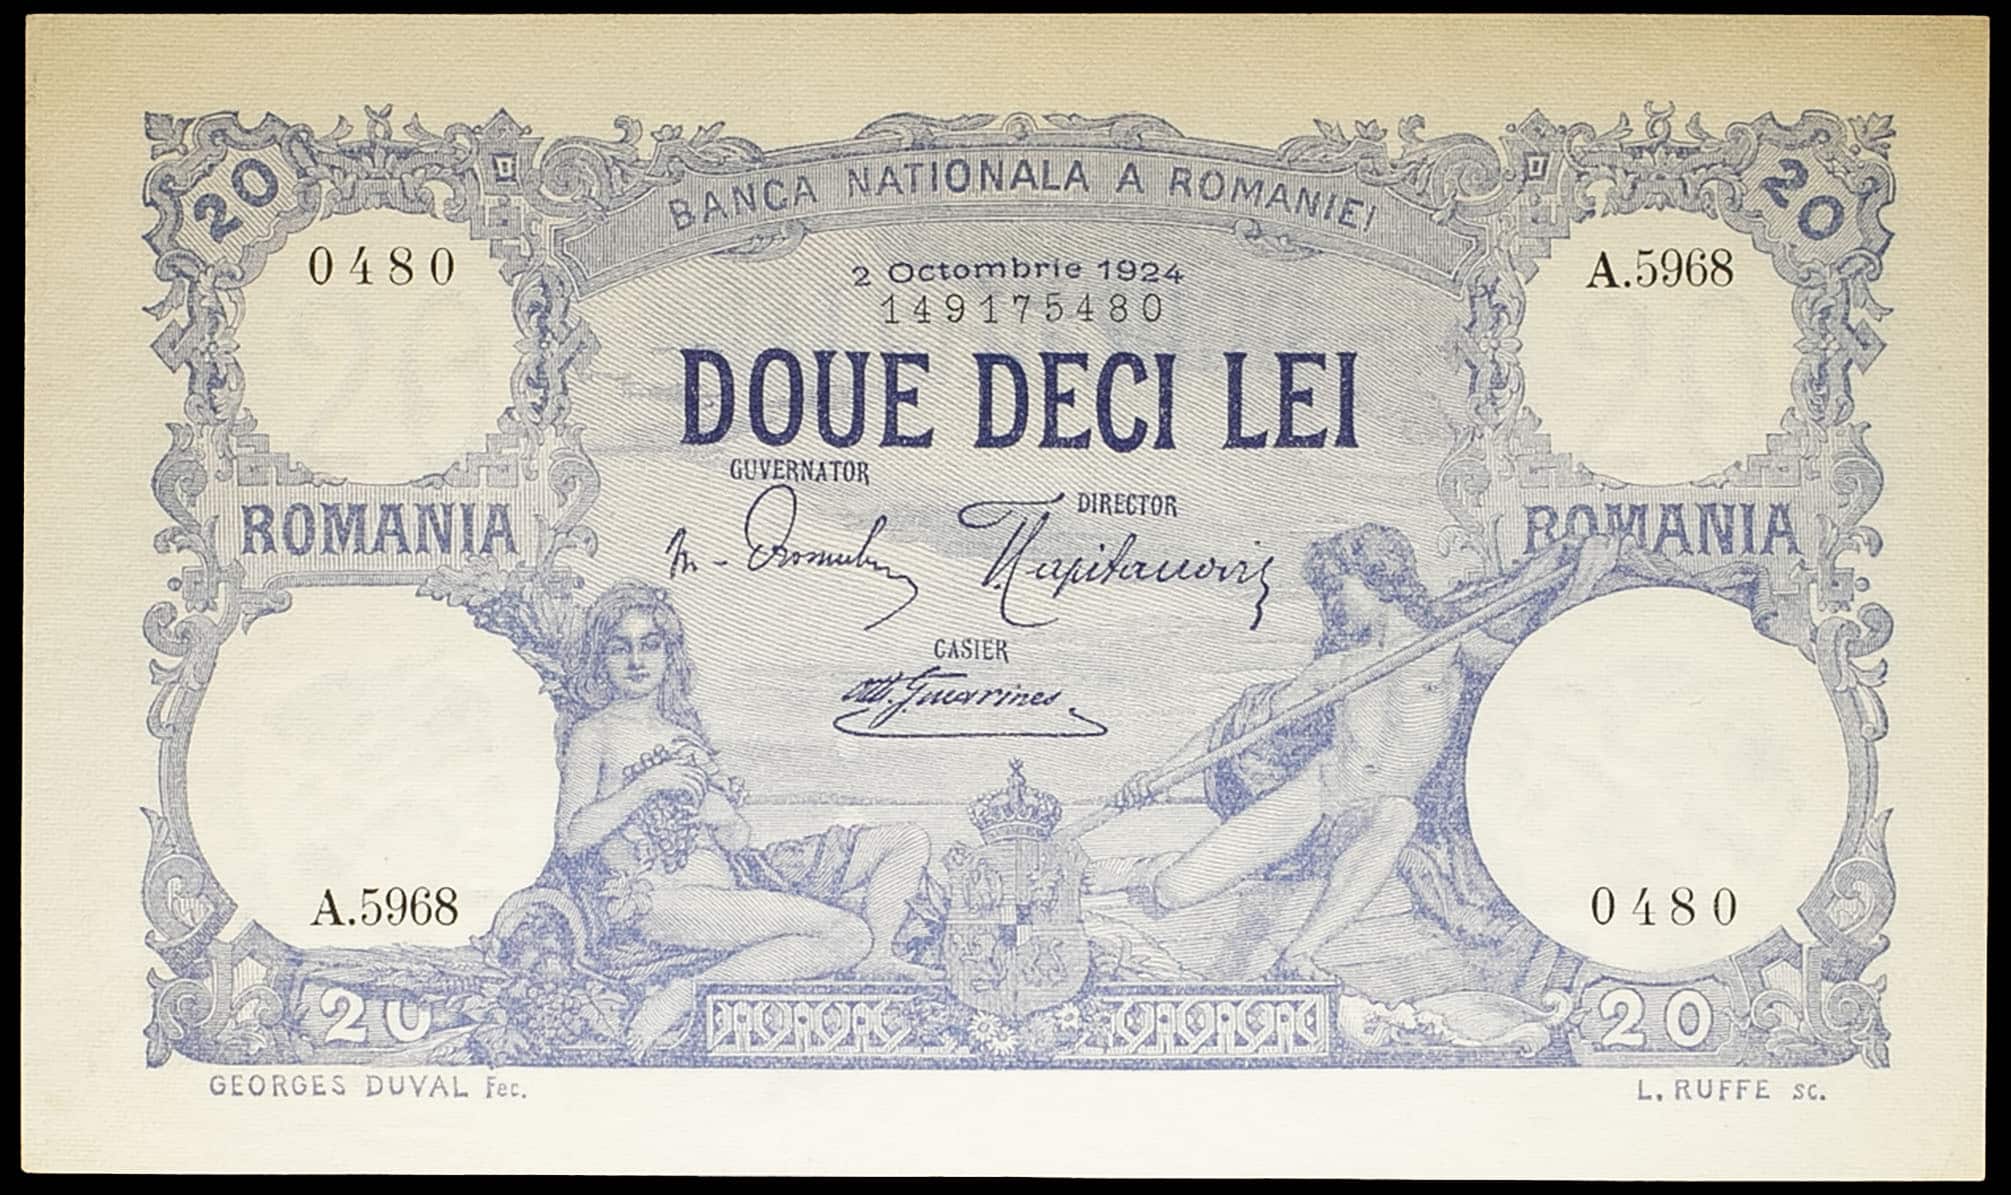 20
20
BANCA NATIONALA A ROMANIEI
0480
A.5968
2 Octombrie 1924
149175480
DOUE DECI LEI
GUVERNATOR
DIRECTOR
ROMANIA
ROMANIA
CASIER
A.5968
0480
20
20
GEORGES DUVAL Fec.
L. RUFFE sc.